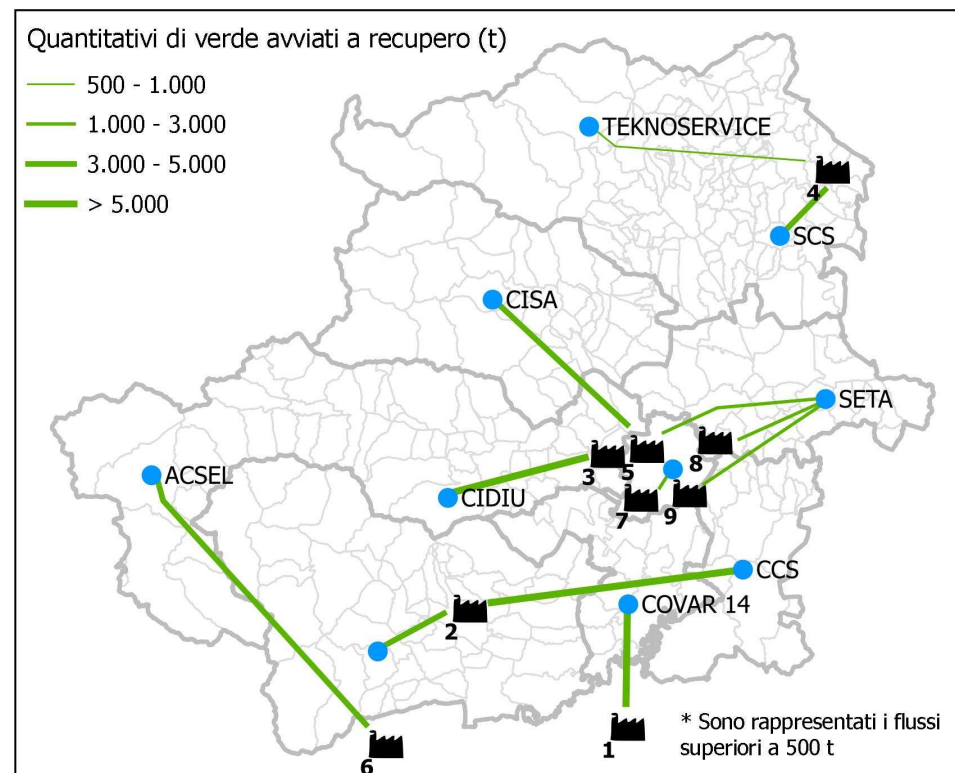 Quantitativi di verde avviati a recupero (t)
500 - 1.000
1.000 - 3.000
3.000 - 5.000
> 5.000
TEKNOSERVICE
4
SCS
CISA
SETA
5
8
3
ACSEL
CIDIU
7
9
CCS
COVAR 14
2
* Sono rappresentati i flussi
superiori a 500 t
1
6